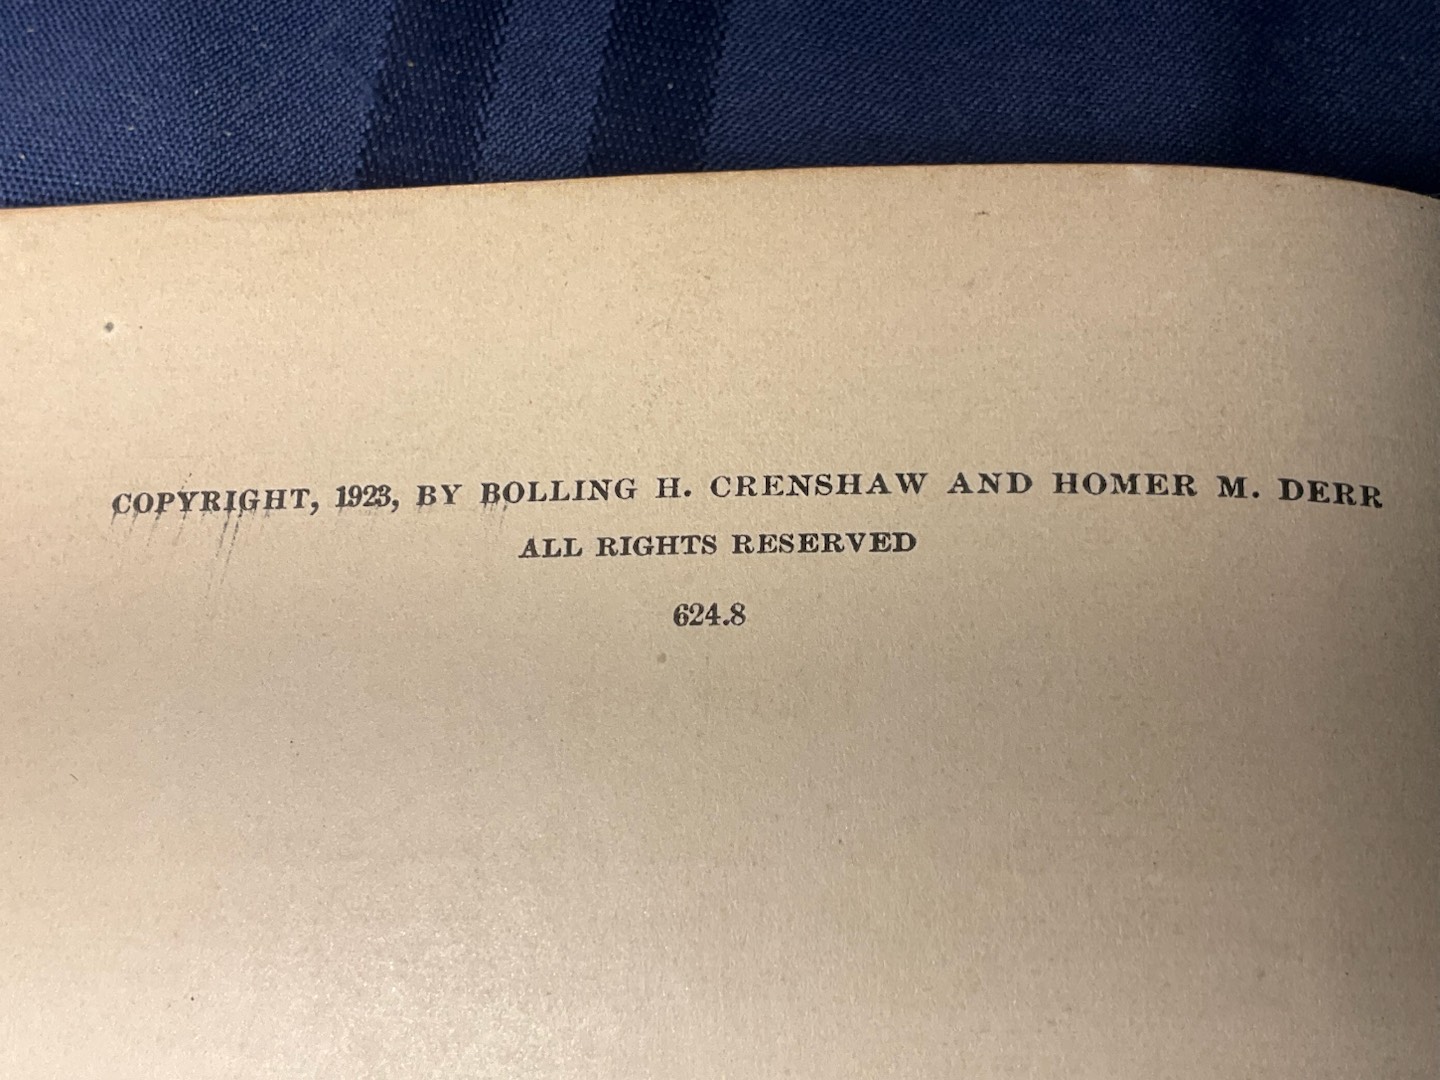 COPYRIGHT, 1923, BY BOLLING H. CRENSHAW AND HOMER M. DERR
ALL RIGHTS RESERVED
624.8